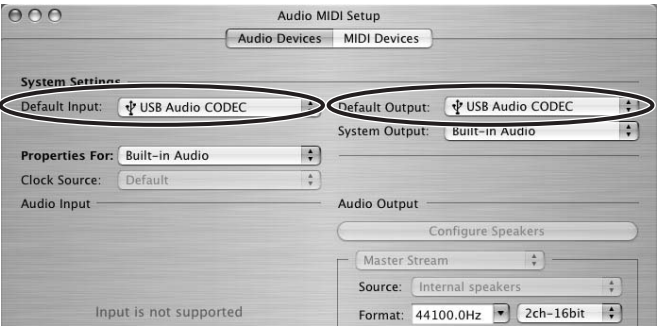 Audio MIDI Setup
Audio Devices MIDI Devices
System Settings
Default Input: USB Audio CODEC Default Output: USB Audio CODEC
System Output: Built-in Audio
Properties For: Built-in Audio
Clock Source: Default
Audio Input Audio Output
Configure Speakers
Master Stream
Source: Internal speakers
Input is not supported Format: 44100.0Hz 2ch-16bit